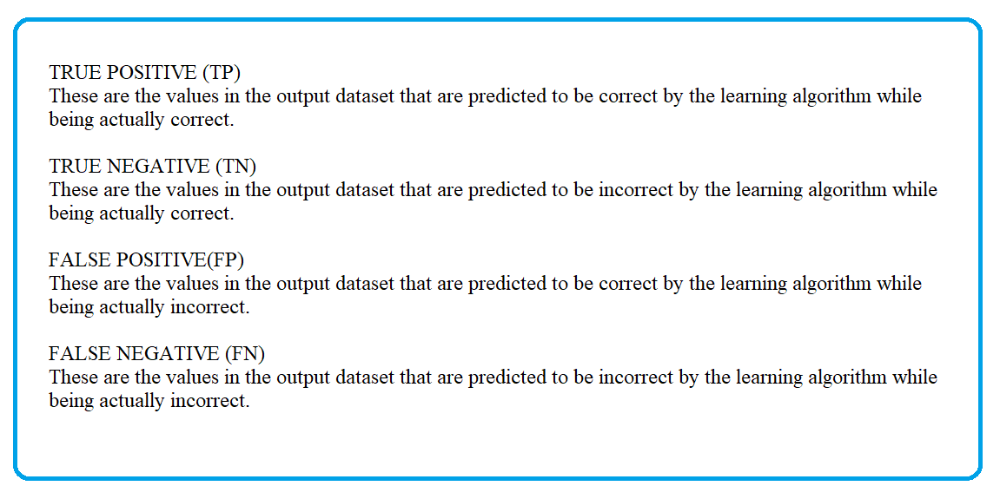 TRUE POSITIVE (TP)
These are the values in the output dataset that are predicted to be correct by the learning algorithm while
being actually correct.
TRUE NEGATIVE (TN)
These are the values in the output dataset that are predicted to be incorrect by the learning algorithm while
being actually correct.
FALSE POSITIVE(FP)
These are the values in the output dataset that are predicted to be correct by the learning algorithm while
being actually incorrect.
FALSE NEGATIVE (FN)
These are the values in the output dataset that are predicted to be incorrect by the learning algorithm while
being actually incorrect.